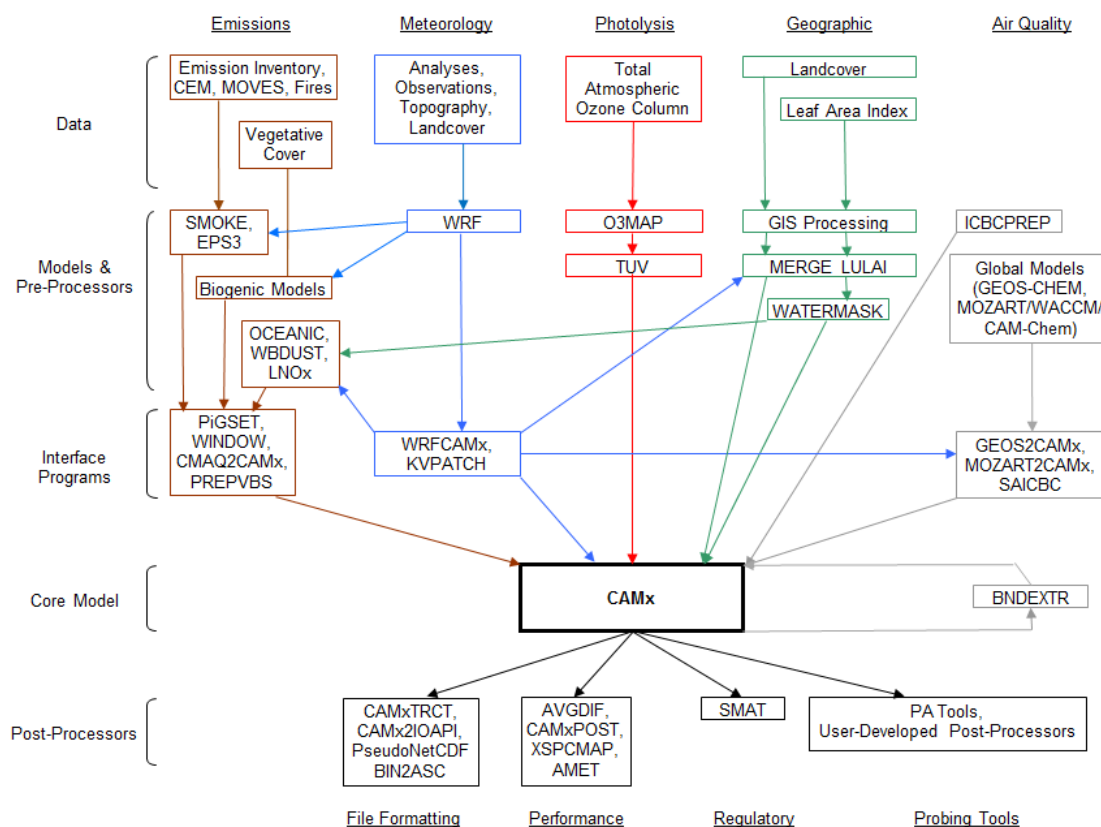 Emissions
Meteorology
Photolysis
Geographic
Air Quality
Data
Emission Inventory,
CEM, MOVES, Fires
Vegetative
Cover
Analyses,
Observations,
Topography,
Landcover
Total
Atmospheric
Ozone Column
Landcover
Leaf Area Index
Models &
Pre-Processors
SMOKE,
EPS3
WRF
O3MAP
GIS Processing
ICBCPREP
TUV
MERGE LULAI
Global Models
(GEOS-CHEM,
MOZART/WACCM/
CAM-Chem)
Biogenic Models
WATERMASK
OCEANIC,
WBDUST,
LNOx
Interface
Programs
PiGSET,
WINDOW,
CMAQ2CAMx,
PREPVBS
WRFCAMx,
KVPATCH
GEOS2CAMx,
MOZART2CAMx,
SAICBC
Core Model
CAMx
BNDEXTR
Post-Processors
CAMxTRCT,
CAMx2IOAPI,
PseudoNetCDF
BIN2ASC
AVGDIF,
CAMxPOST,
XSPCMAP,
AMET
SMAT
PA Tools,
User-Developed Post-Processors
File Formatting
Performance
Regulatory
Probing Tools